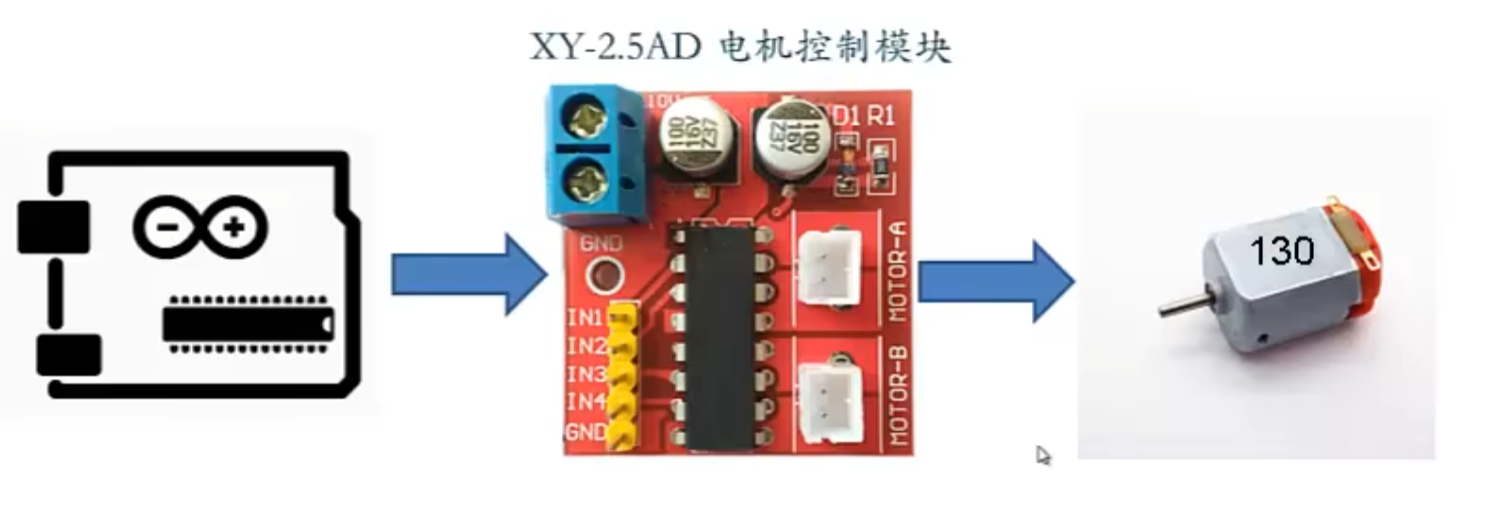 XY-2.5AD 电机控制模块
10V
100
16V
Z37
100
16V
Z37
D1 R1
GND
IN1
IN2
IN3
IN4
GND
MOTOR-A
MOTOR-B
130